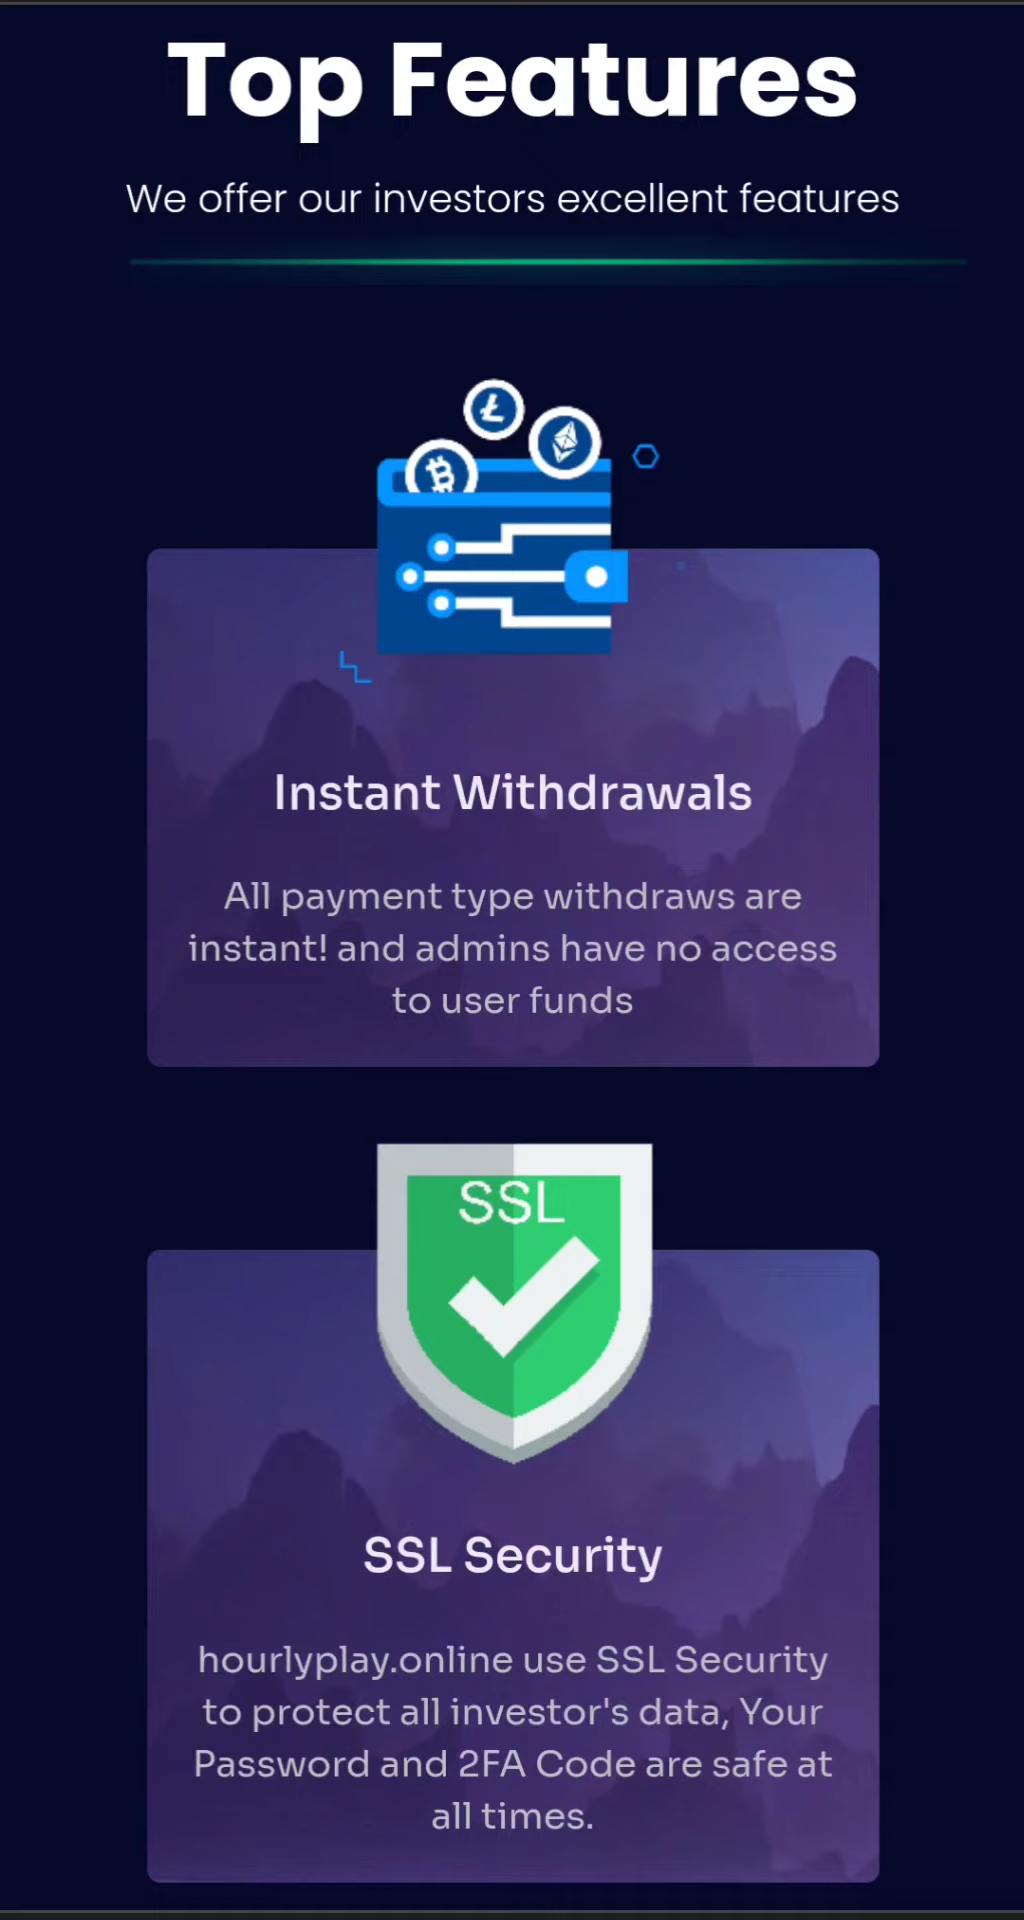 Top Features
We offer our investors excellent features
Instant Withdrawals
All payment type withdraws are
instant! and admins have no access
to user funds
SSL
SSL Security
hourlyplay.online use SSL Security
to protect all investor's data, Your
Password and 2FA Code are safe at
all times.